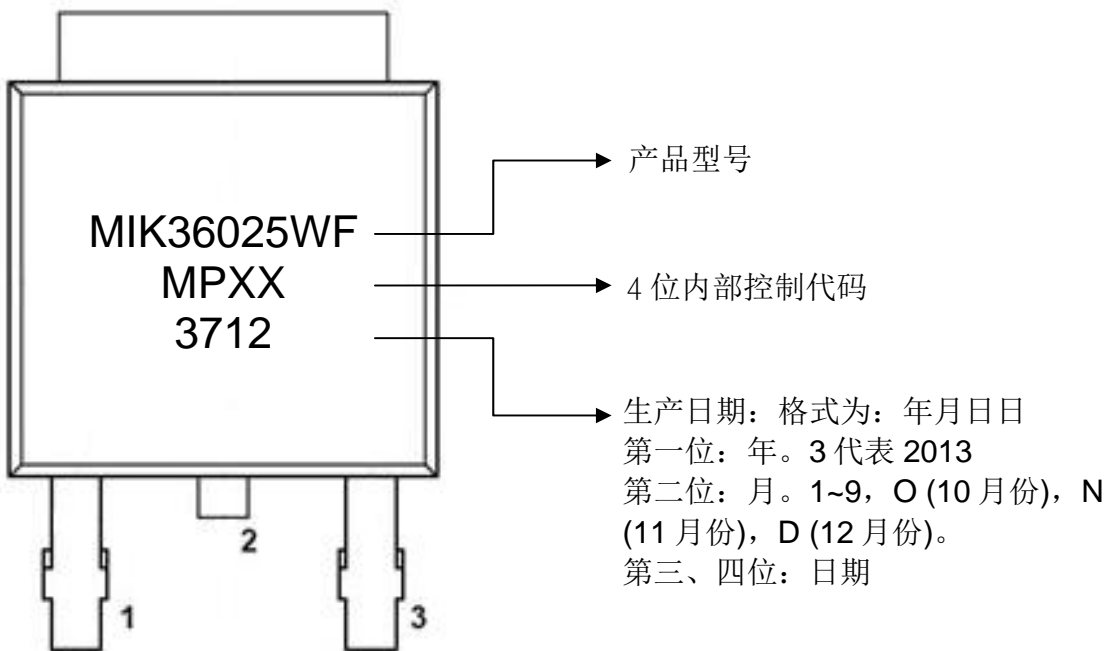 MIK36025WF
MPXX
3712
产品型号
4 位内部控制代码
生产日期：格式为：年月日日
第一位：年。3 代表 2013
第二位：月。1~9，O (10 月份)，N
(11 月份)，D (12 月份)。
第三、四位：日期
2
1
3